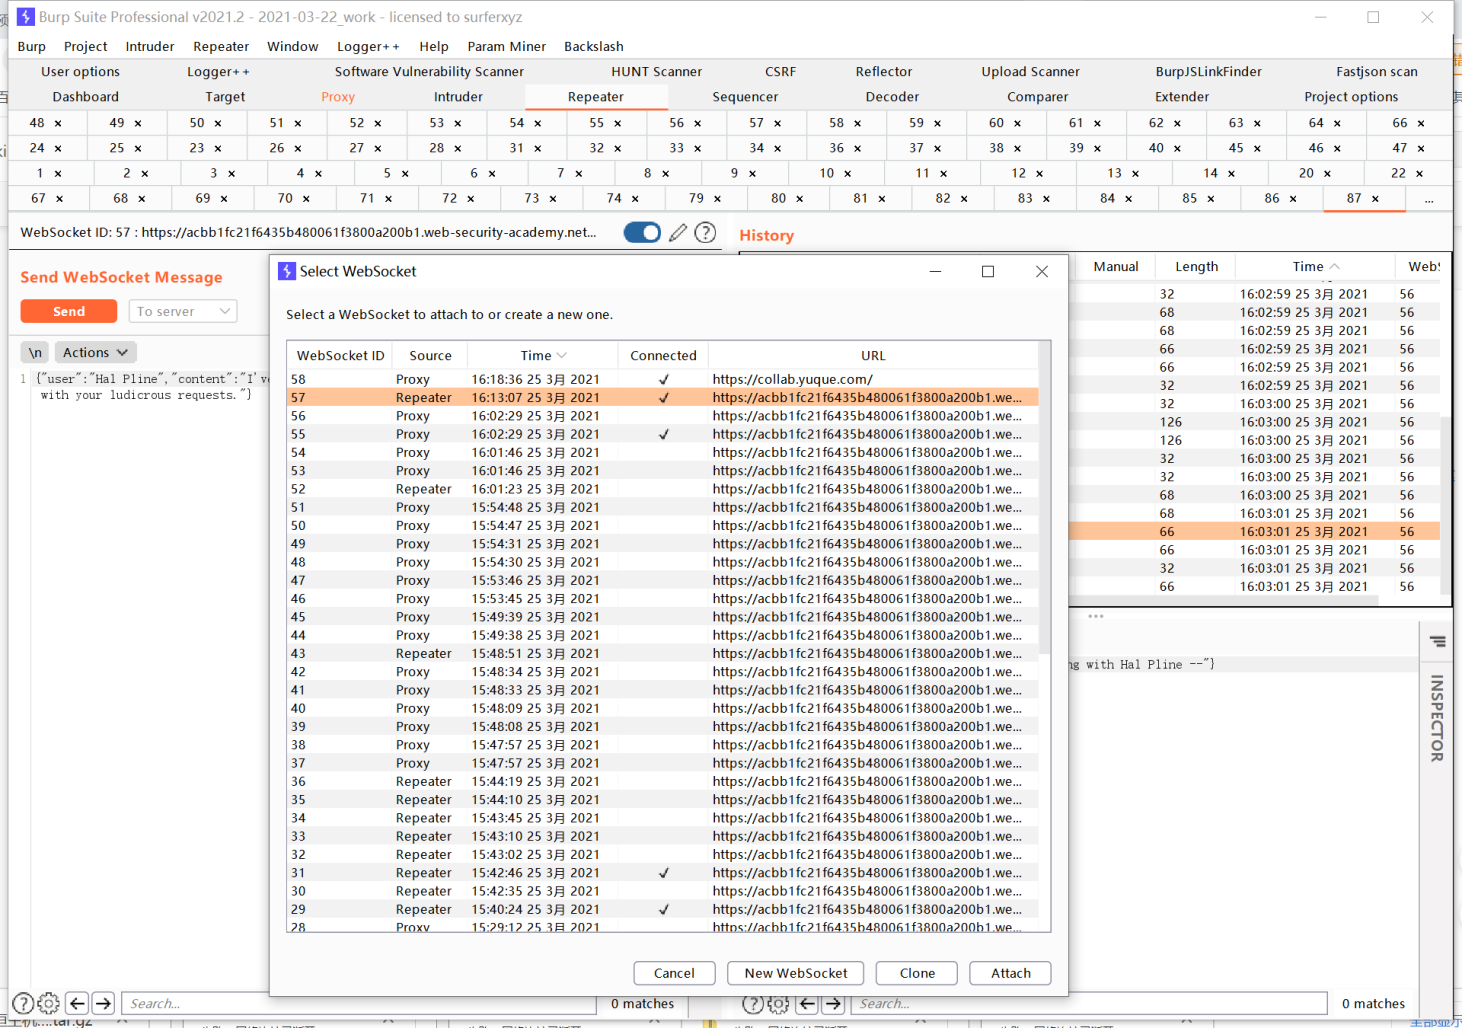 Burp Suite Professional v2021.2 - 2021-03-22_work - licensed to surferxyz
Burp Project Intruder Repeater Window Logger++ Help Param Miner Backslash
User options Logger++ Software Vulnerability Scanner HUNT Scanner CSRF Reflector Upload Scanner BurpJSLinkFinder Fastjson scan
Dashboard Target Proxy Intruder Repeater Sequencer Decoder Comparer Extender Project options
48 × 49 × 50 × 51 × 52 × 53 × 54 × 55 × 56 × 57 × 58 × 59 × 60 × 61 × 62 × 63 × 64 × 66 ×
24 × 25 × 23 × 26 × 27 × 28 × 31 × 32 × 33 × 34 × 36 × 37 × 38 × 39 × 40 × 45 × 46 × 47 ×
1 × 2 × 3 × 4 × 5 × 6 × 7 × 8 × 9 × 10 × 11 × 12 × 13 × 14 × 20 × 22 ×
67 × 68 × 69 × 70 × 71 × 72 × 73 × 74 × 79 × 80 × 81 × 82 × 83 × 84 × 85 × 86 × 87 × ...
WebSocket ID: 57 : https://acbb1fc21f6435b480061f3800a200b1.web-security-academy.net...
History
Send WebSocket Message
Send To server
\n Actions
1 {"user":"Hal Pline","content":"I'v
with your ludicrous requests."}
Select WebSocket
Select a WebSocket to attach to or create a new one.
WebSocket ID Source Time Connected URL
58 Proxy 16:18:36 25 3月 2021 ✓ https://collab.yuque.com/
57 Repeater 16:13:07 25 3月 2021 ✓ https://acbb1fc21f6435b480061f3800a200b1.we...
56 Proxy 16:02:29 25 3月 2021 https://acbb1fc21f6435b480061f3800a200b1.we...
55 Proxy 16:02:29 25 3月 2021 ✓ https://acbb1fc21f6435b480061f3800a200b1.we...
54 Proxy 16:01:46 25 3月 2021 https://acbb1fc21f6435b480061f3800a200b1.we...
53 Proxy 16:01:46 25 3月 2021 https://acbb1fc21f6435b480061f3800a200b1.we...
52 Repeater 16:01:23 25 3月 2021 https://acbb1fc21f6435b480061f3800a200b1.we...
51 Proxy 15:54:48 25 3月 2021 https://acbb1fc21f6435b480061f3800a200b1.we...
50 Proxy 15:54:47 25 3月 2021 https://acbb1fc21f6435b480061f3800a200b1.we...
49 Proxy 15:54:31 25 3月 2021 https://acbb1fc21f6435b480061f3800a200b1.we...
48 Proxy 15:54:30 25 3月 2021 https://acbb1fc21f6435b480061f3800a200b1.we...
47 Proxy 15:53:46 25 3月 2021 https://acbb1fc21f6435b480061f3800a200b1.we...
46 Proxy 15:53:45 25 3月 2021 https://acbb1fc21f6435b480061f3800a200b1.we...
45 Proxy 15:49:39 25 3月 2021 https://acbb1fc21f6435b480061f3800a200b1.we...
44 Proxy 15:49:38 25 3月 2021 https://acbb1fc21f6435b480061f3800a200b1.we...
43 Repeater 15:48:51 25 3月 2021 https://acbb1fc21f6435b480061f3800a200b1.we...
42 Proxy 15:48:34 25 3月 2021 https://acbb1fc21f6435b480061f3800a200b1.we...
41 Proxy 15:48:33 25 3月 2021 https://acbb1fc21f6435b480061f3800a200b1.we...
40 Proxy 15:48:09 25 3月 2021 https://acbb1fc21f6435b480061f3800a200b1.we...
39 Proxy 15:48:08 25 3月 2021 https://acbb1fc21f6435b480061f3800a200b1.we...
38 Proxy 15:47:57 25 3月 2021 https://acbb1fc21f6435b480061f3800a200b1.we...
37 Proxy 15:47:57 25 3月 2021 https://acbb1fc21f6435b480061f3800a200b1.we...
36 Repeater 15:44:19 25 3月 2021 https://acbb1fc21f6435b480061f3800a200b1.we...
35 Repeater 15:44:10 25 3月 2021 https://acbb1fc21f6435b480061f3800a200b1.we...
34 Repeater 15:43:45 25 3月 2021 https://acbb1fc21f6435b480061f3800a200b1.we...
33 Repeater 15:43:10 25 3月 2021 https://acbb1fc21f6435b480061f3800a200b1.we...
32 Repeater 15:43:02 25 3月 2021 https://acbb1fc21f6435b480061f3800a200b1.we...
31 Repeater 15:42:46 25 3月 2021 ✓ https://acbb1fc21f6435b480061f3800a200b1.we...
30 Repeater 15:42:35 25 3月 2021 https://acbb1fc21f6435b480061f3800a200b1.we...
29 Repeater 15:40:24 25 3月 2021 ✓ https://acbb1fc21f6435b480061f3800a200b1.we...
28 Proxy 15:29:12 25 3月 2021 https://acbb1fc21f6435b480061f3800a200b1.we...
Cancel New WebSocket Clone Attach
Manual Length Time WebS
32 16:02:59 25 3月 2021 56
68 16:02:59 25 3月 2021 56
68 16:02:59 25 3月 2021 56
66 16:02:59 25 3月 2021 56
66 16:02:59 25 3月 2021 56
32 16:02:59 25 3月 2021 56
32 16:03:00 25 3月 2021 56
126 16:03:00 25 3月 2021 56
126 16:03:00 25 3月 2021 56
32 16:03:00 25 3月 2021 56
32 16:03:00 25 3月 2021 56
68 16:03:00 25 3月 2021 56
68 16:03:01 25 3月 2021 56
66 16:03:01 25 3月 2021 56
66 16:03:01 25 3月 2021 56
32 16:03:01 25 3月 2021 56
66 16:03:01 25 3月 2021 56
ng with Hal Pline --"}
INSPECTOR
Search... 0 matches
Search... 0 matches